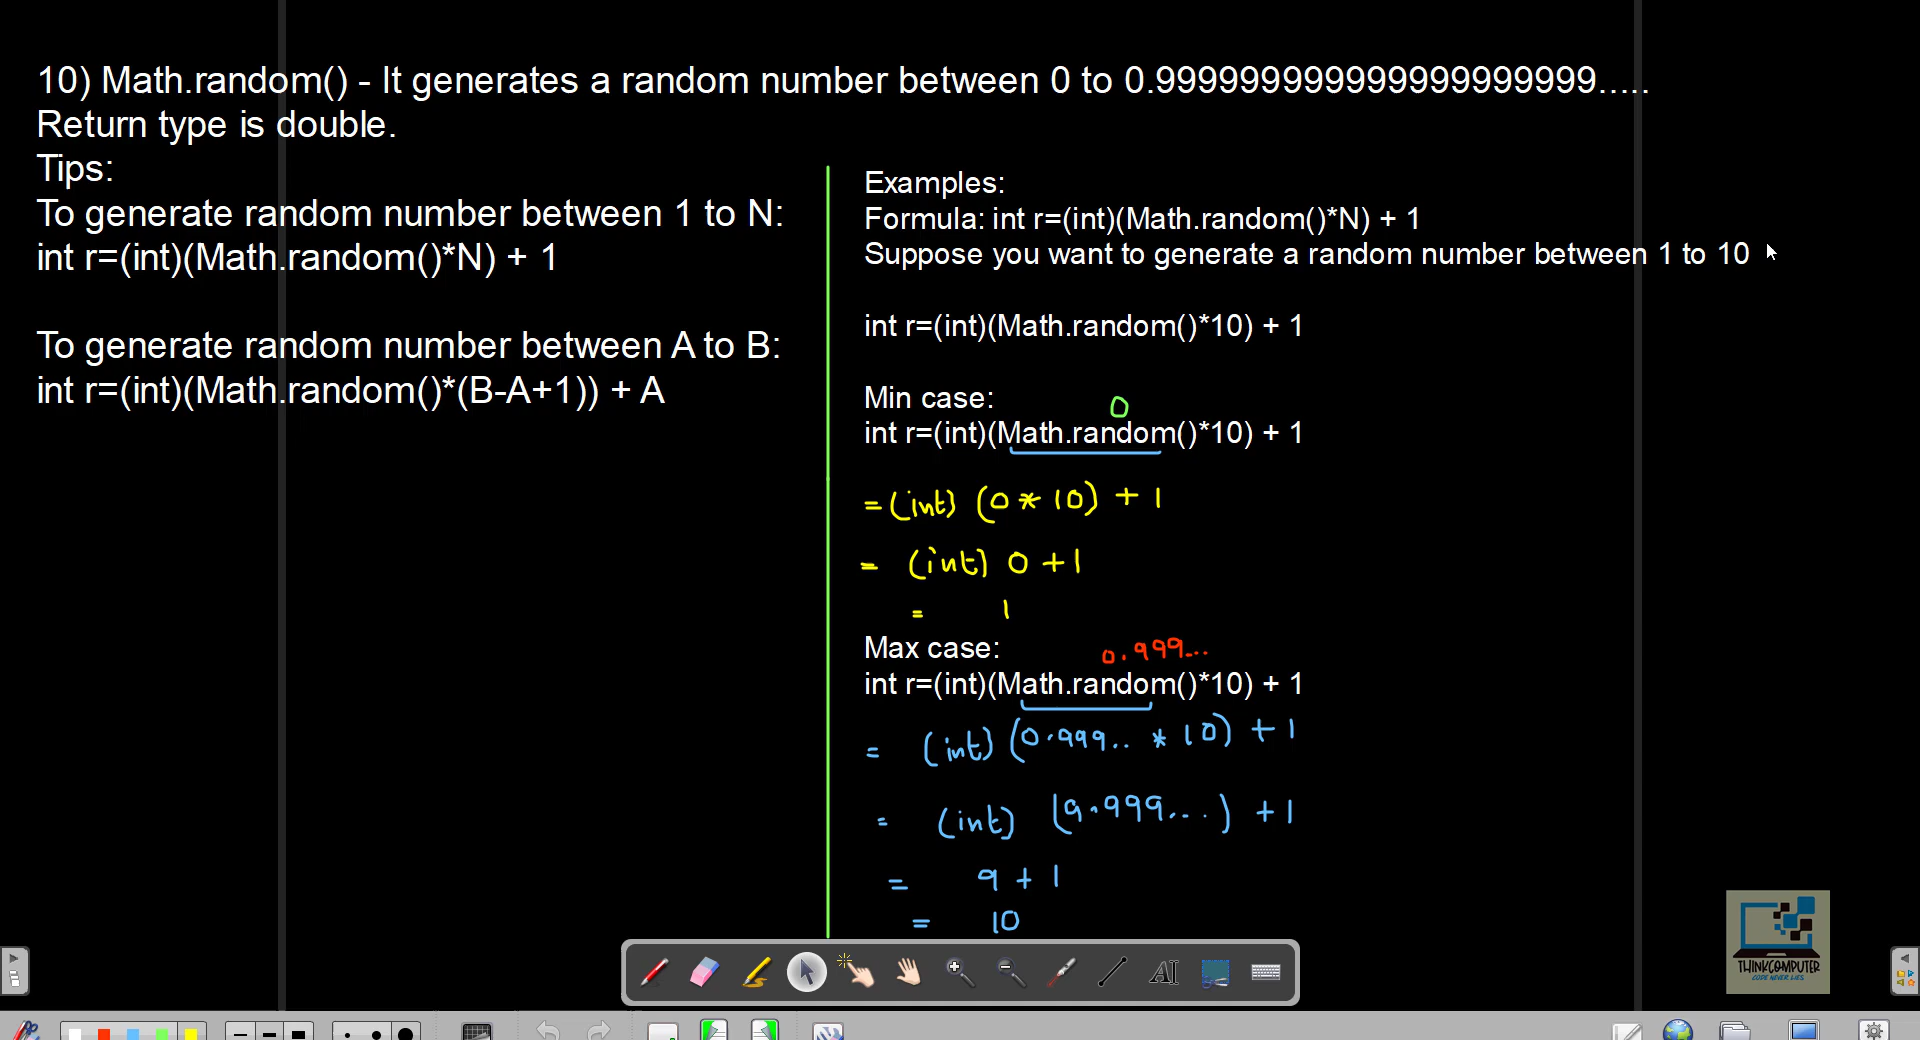 10) Math.random() - It generates a random number between 0 to 0.999999999999999999999.....
Return type is double.
Tips:
To generate random number between 1 to N:
int r=(int)(Math.random()*N) + 1
To generate random number between A to B:
int r=(int)(Math.random()*(B-A+1)) + A
Examples:
Formula: int r=(int)(Math.random()*N) + 1
Suppose you want to generate a random number between 1 to 10
int r=(int)(Math.random()*10) + 1
Min case:
0
int r=(int)(Math.random()*10) + 1
= (int) (0 * 10) + 1
= (int) 0 + 1
= 1
Max case:
0.999...
int r=(int)(Math.random()*10) + 1
= (int) (0.999.. * 10) + 1
= (int) (9.999...) + 1
= 9 + 1
= 10
THINKCOMPUTER
CODE NEVER LIES
AI